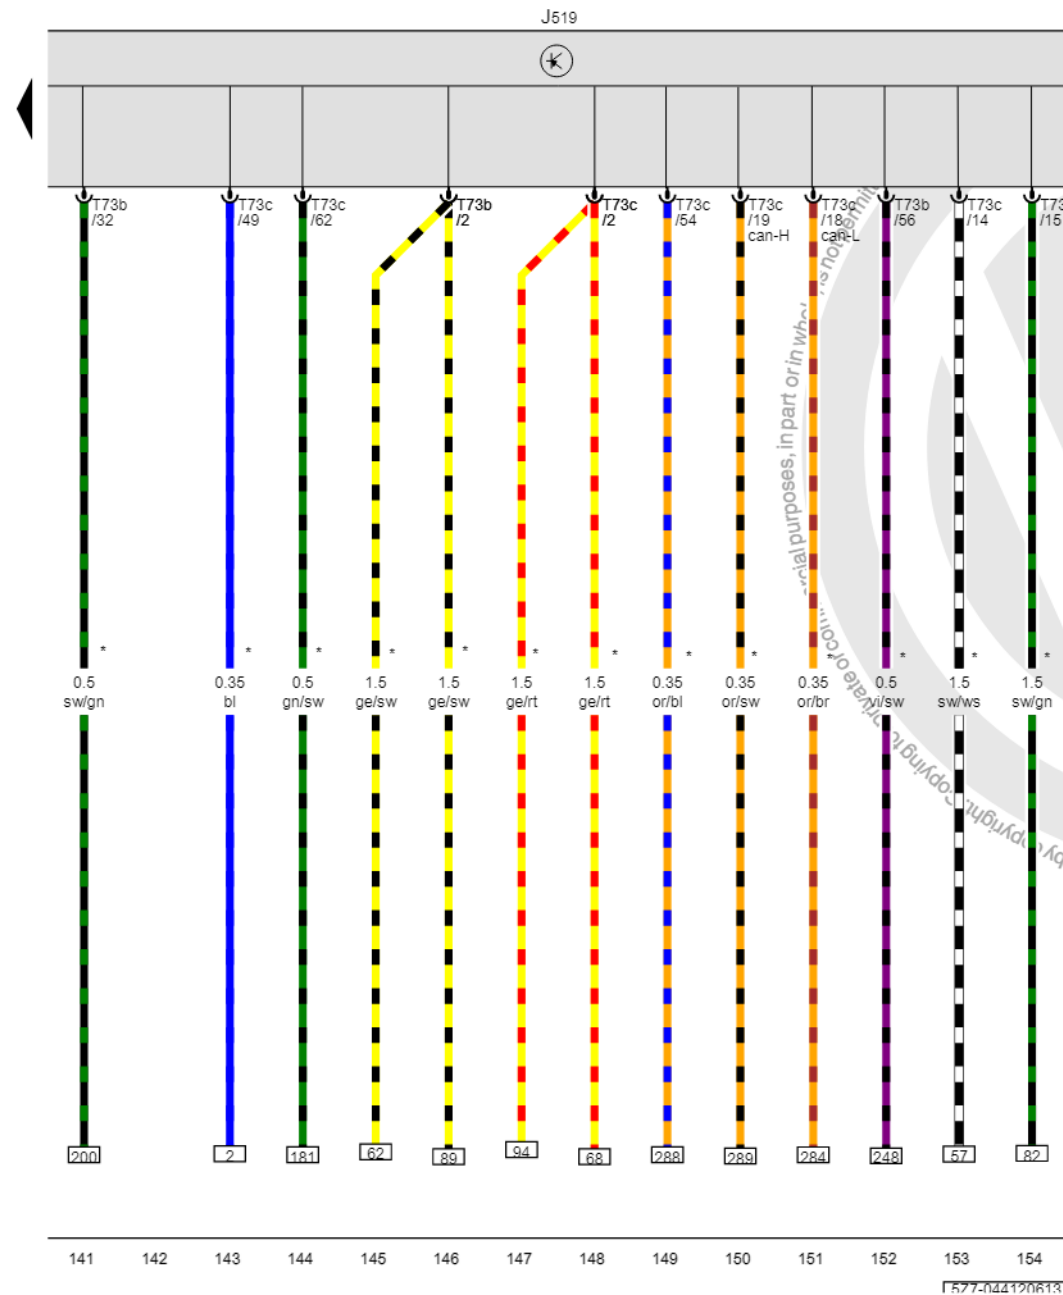 J519
T73b
/32
T73c
/49
T73c
/62
T73b
/2
T73c
/2
T73c
/54
T73c
/19
can-H
T73c
/18
can-L
T73b
/56
T73c
/14
/15
* * * * * * * * * * * * *
0.5 0.35 0.5 1.5 1.5 1.5 1.5 0.35 0.35 0.35 0.5 1.5 1.5
sw/gn bl gn/sw ge/sw ge/sw ge/rt ge/rt or/bl or/sw or/br vi/sw sw/ws sw/gn
200 2 181 62 89 94 68 288 289 284 248 57 82
141 142 143 144 145 146 147 148 149 150 151 152 153 154
577-044120613
purposes, in part or in
private or
copying